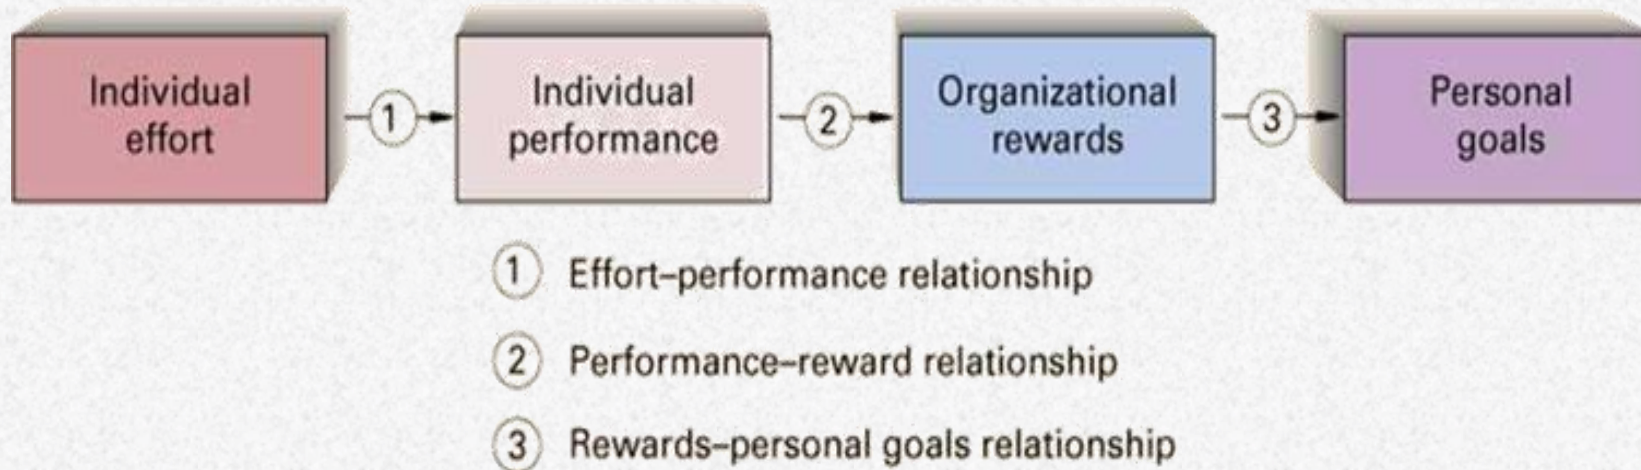 Individual
effort
1
Individual
performance
2
Organizational
rewards
3
Personal
goals
1 Effort–performance relationship
2 Performance–reward relationship
3 Rewards–personal goals relationship